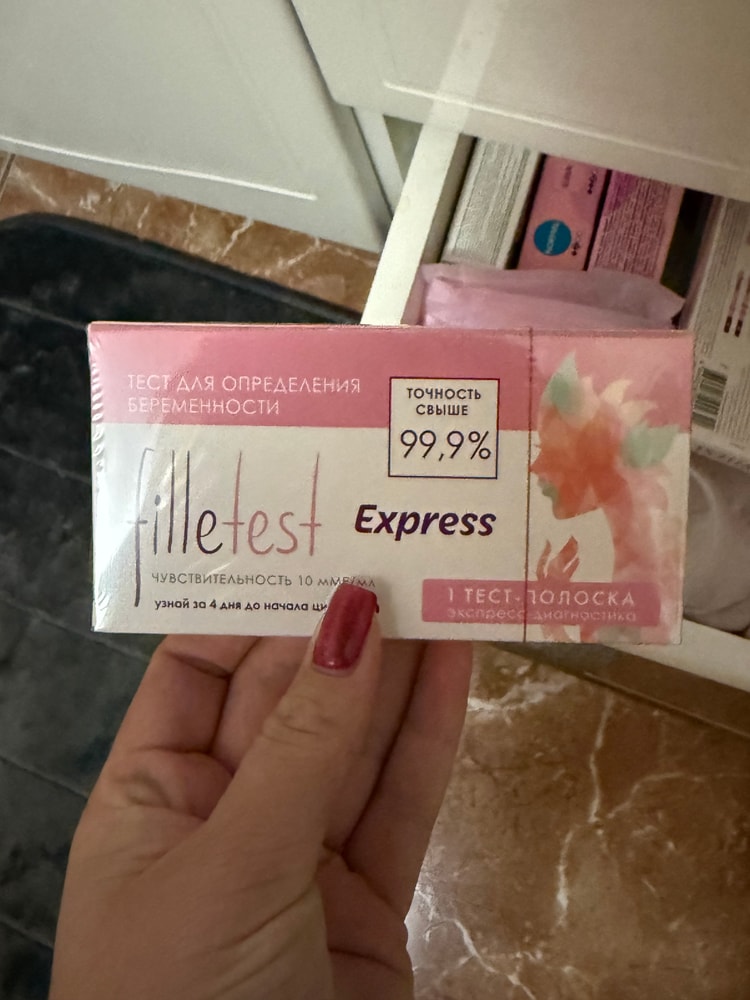 ТЕСТ ДЛЯ ОПРЕДЕЛЕНИЯ
БЕРЕМЕННОСТИ
ТОЧНОСТЬ
СВЫШЕ
99,9%
filletest
Express
ЧУВСТВИТЕЛЬНОСТЬ 10 мМЕ/мл
узнай за 4 дня до начала
1 ТЕСТ-ПОЛОСКА
экспресс-диагностика